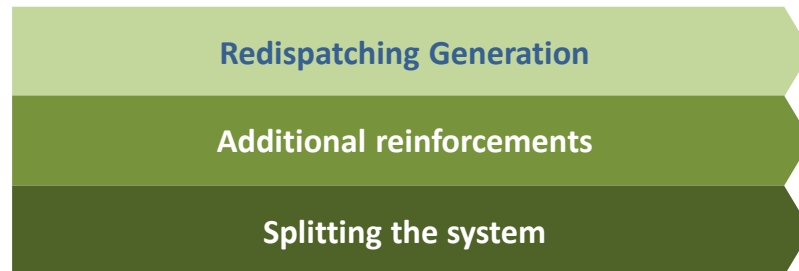 Redispatching Generation
Additional reinforcements
Splitting the system